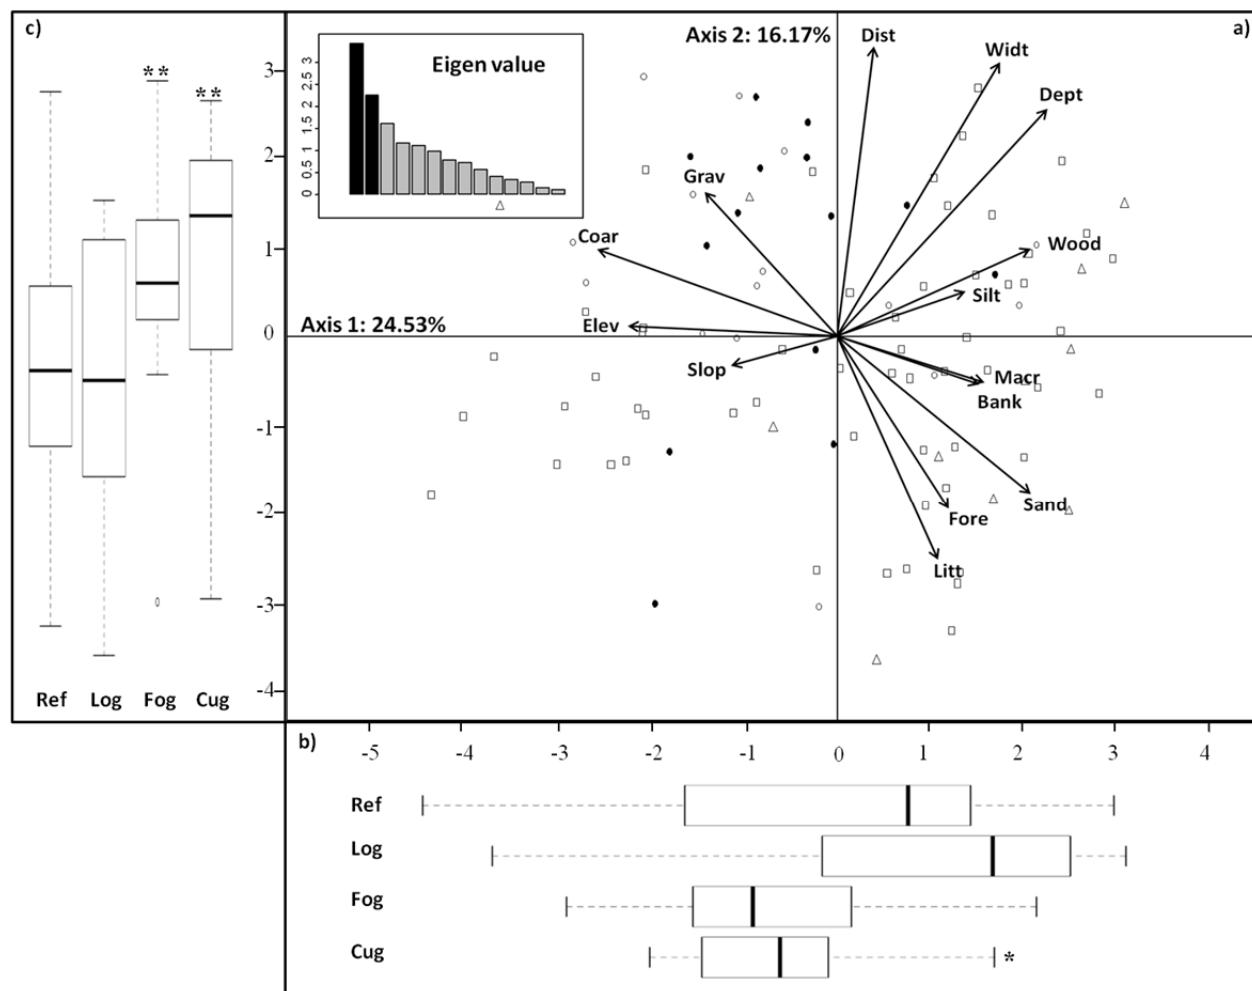 c)
a)
Axis 2: 16.17%
Eigen value
0 0.5 1 1.5 2 2.5 3
Dist
Widt
Dept
Grav
Coar
Wood
Silt
Axis 1: 24.53%
Elev
Slop
Macr
Bank
Sand
Fore
Litt
3
2
1
0
-1
-2
-3
-4
** **
Ref Log Fog Cug
b)
-5 -4 -3 -2 -1 0 1 2 3 4
Ref
Log
Fog
Cug *